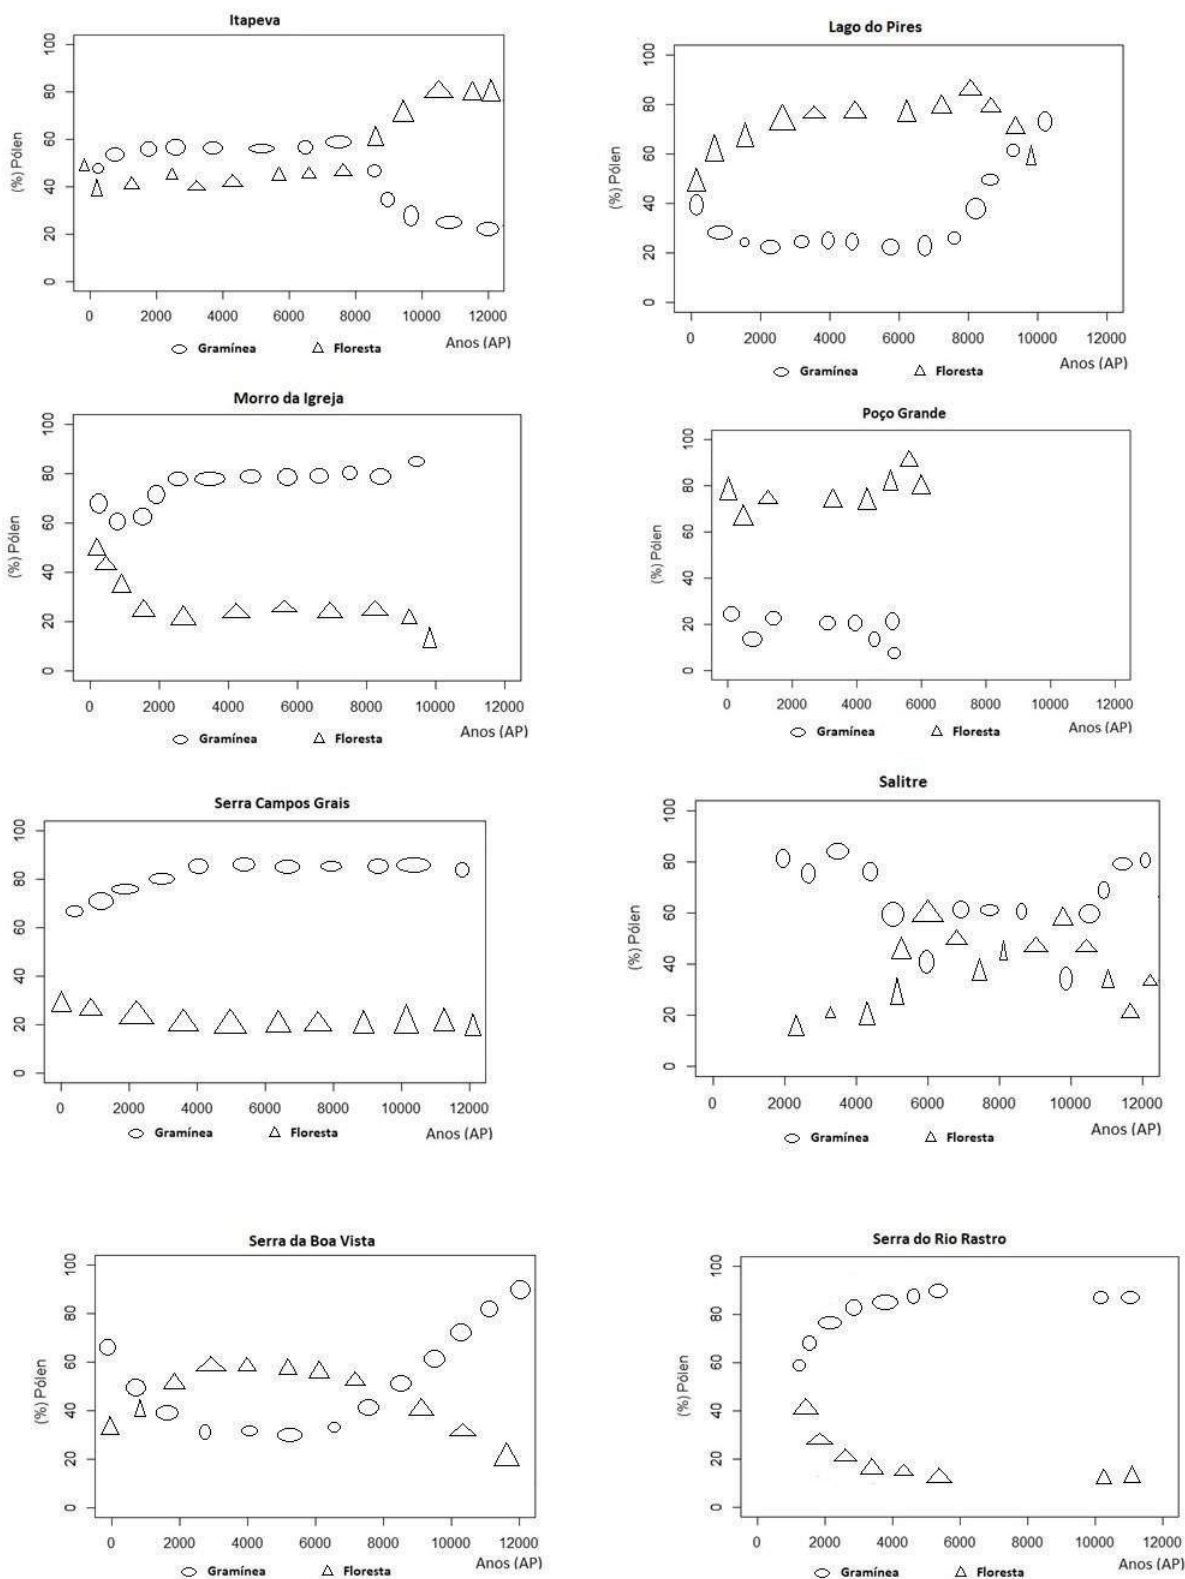 Itapeva
100
80
60
40
20
0
(%) Pólen
0 2000 4000 6000 8000 10000 12000
Anos (AP)
Gramínea Floresta
Lago do Pires
100
80
60
40
20
0
(%) Pólen
0 2000 4000 6000 8000 10000 12000
Anos (AP)
Gramínea Floresta
Morro da Igreja
100
80
60
40
20
0
(%) Pólen
0 2000 4000 6000 8000 10000 12000
Anos (AP)
Gramínea Floresta
Poço Grande
100
80
60
40
20
0
(%) Pólen
0 2000 4000 6000 8000 10000 12000
Anos (AP)
Gramínea Floresta
Serra Campos Grais
100
80
60
40
20
0
(%) Pólen
0 2000 4000 6000 8000 10000 12000
Anos (AP)
Gramínea Floresta
Salitre
100
80
60
40
20
0
(%) Pólen
0 2000 4000 6000 8000 10000 12000
Anos (AP)
Gramínea Floresta
Serra da Boa Vista
100
80
60
40
20
0
(%) Pólen
0 2000 4000 6000 8000 10000 12000
Anos (AP)
Gramínea Floresta
Serra do Rio Rastro
100
80
60
40
20
0
(%) Pólen
0 2000 4000 6000 8000 10000 12000
Anos (AP)
Gramínea Floresta